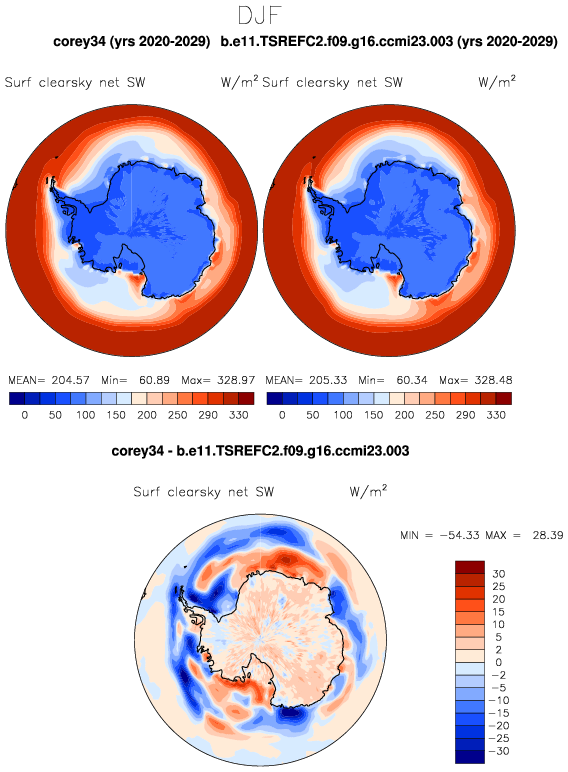 DJF
corey34 (yrs 2020-2029) b.e11.TSREFC2.f09.g16.ccmi23.003 (yrs 2020-2029)
Surf clearsky net SW W/m² Surf clearsky net SW W/m²
MEAN= 204.57 Min= 60.89 Max= 328.97 MEAN= 205.33 Min= 60.34 Max= 328.48
0 50 100 150 200 250 290 330 0 50 100 150 200 250 290 330
corey34 - b.e11.TSREFC2.f09.g16.ccmi23.003
Surf clearsky net SW W/m²
MIN = -54.33 MAX = 28.39
30
25
20
15
10
5
2
0
-2
-5
-10
-15
-20
-25
-30